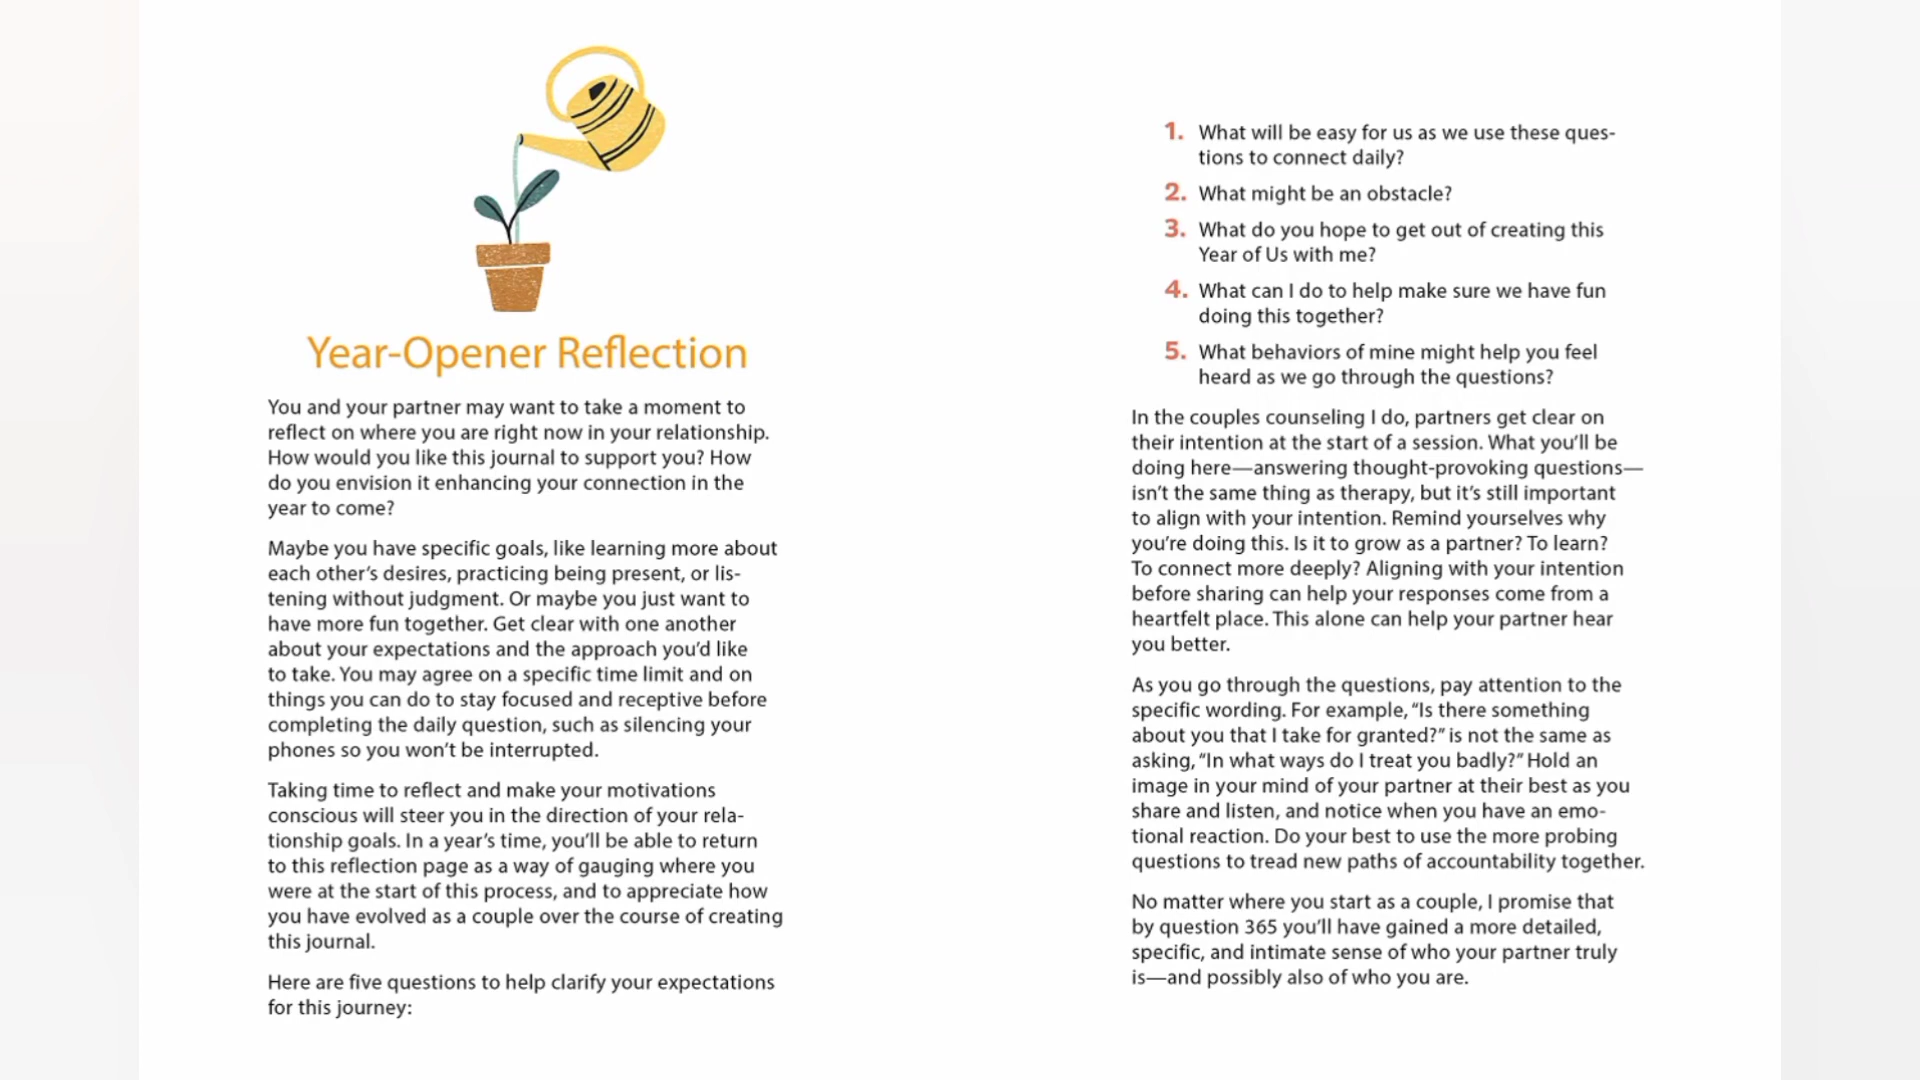 Year-Opener Reflection
You and your partner may want to take a moment to
reflect on where you are right now in your relationship.
How would you like this journal to support you? How
do you envision it enhancing your connection in the
year to come?
Maybe you have specific goals, like learning more about
each other’s desires, practicing being present, or lis-
tening without judgment. Or maybe you just want to
have more fun together. Get clear with one another
about your expectations and the approach you’d like
to take. You may agree on a specific time limit and on
things you can do to stay focused and receptive before
completing the daily question, such as silencing your
phones so you won’t be interrupted.
Taking time to reflect and make your motivations
conscious will steer you in the direction of your rela-
tionship goals. In a year’s time, you’ll be able to return
to this reflection page as a way of gauging where you
were at the start of this process, and to appreciate how
you have evolved as a couple over the course of creating
this journal.
Here are five questions to help clarify your expectations
for this journey:
1. What will be easy for us as we use these ques-
tions to connect daily?
2. What might be an obstacle?
3. What do you hope to get out of creating this
Year of Us with me?
4. What can I do to help make sure we have fun
doing this together?
5. What behaviors of mine might help you feel
heard as we go through the questions?
In the couples counseling I do, partners get clear on
their intention at the start of a session. What you’ll be
doing here—answering thought-provoking questions—
isn’t the same thing as therapy, but it’s still important
to align with your intention. Remind yourselves why
you’re doing this. Is it to grow as a partner? To learn?
To connect more deeply? Aligning with your intention
before sharing can help your responses come from a
heartfelt place. This alone can help your partner hear
you better.
As you go through the questions, pay attention to the
specific wording. For example, “Is there something
about you that I take for granted?” is not the same as
asking, “In what ways do I treat you badly?” Hold an
image in your mind of your partner at their best as you
share and listen, and notice when you have an emo-
tional reaction. Do your best to use the more probing
questions to tread new paths of accountability together.
No matter where you start as a couple, I promise that
by question 365 you’ll have gained a more detailed,
specific, and intimate sense of who your partner truly
is—and possibly also of who you are.